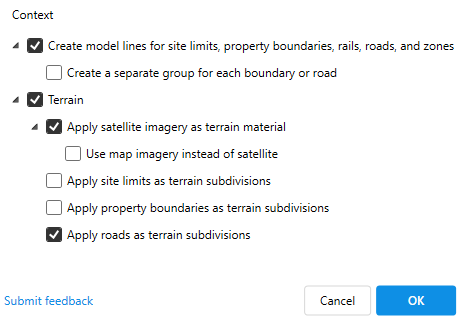 Context
Create model lines for site limits, property boundaries, rails, roads, and zones
Create a separate group for each boundary or road
Terrain
Apply satellite imagery as terrain material
Use map imagery instead of satellite
Apply site limits as terrain subdivisions
Apply property boundaries as terrain subdivisions
Apply roads as terrain subdivisions
Submit feedback
Cancel
OK